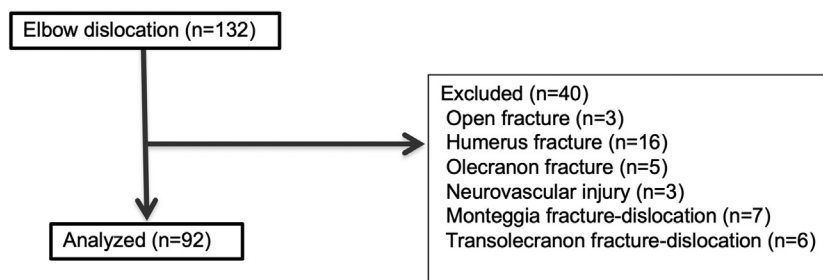 Elbow dislocation (n=132)
Excluded (n=40)
Open fracture (n=3)
Humerus fracture (n=16)
Olecranon fracture (n=5)
Neurovascular injury (n=3)
Monteggia fracture-dislocation (n=7)
Transolecranon fracture-dislocation (n=6)
Analyzed (n=92)